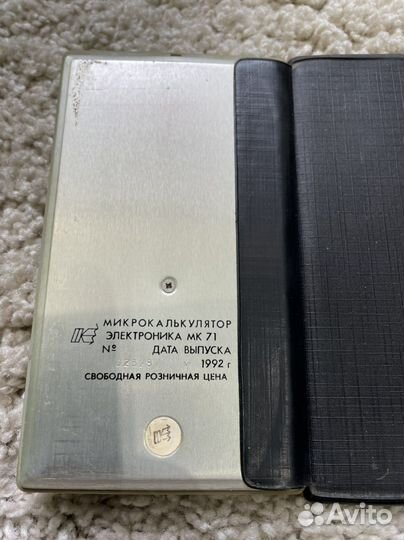 МИКРОКАЛЬКУЛЯТОР
ЭЛЕКТРОНИКА МК 71
№ ДАТА ВЫПУСКА
1992 г
СВОБОДНАЯ РОЗНИЧНАЯ ЦЕНА
Avito